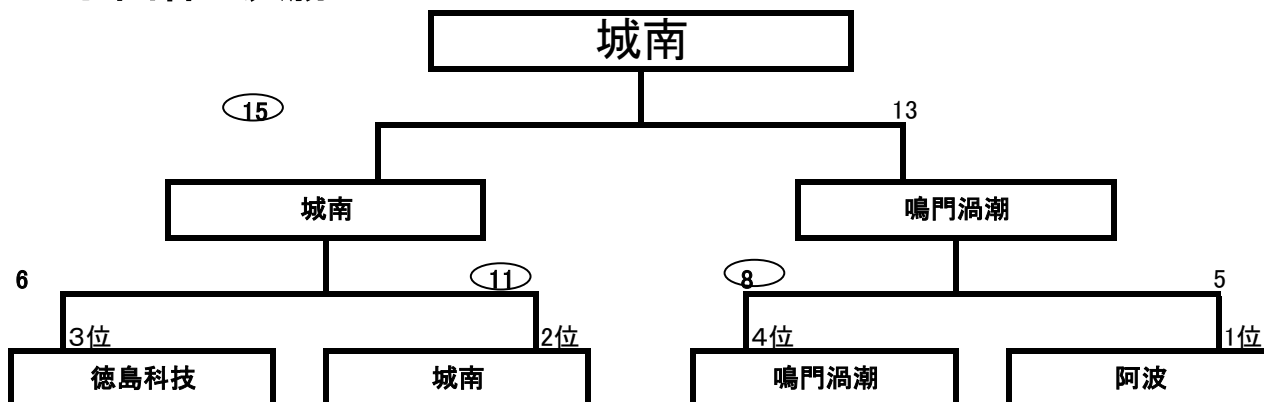 城南
15 13
城南 鳴門渦潮
6 11 8 5
3位 2位 4位 1位
徳島科技 城南 鳴門渦潮 阿波